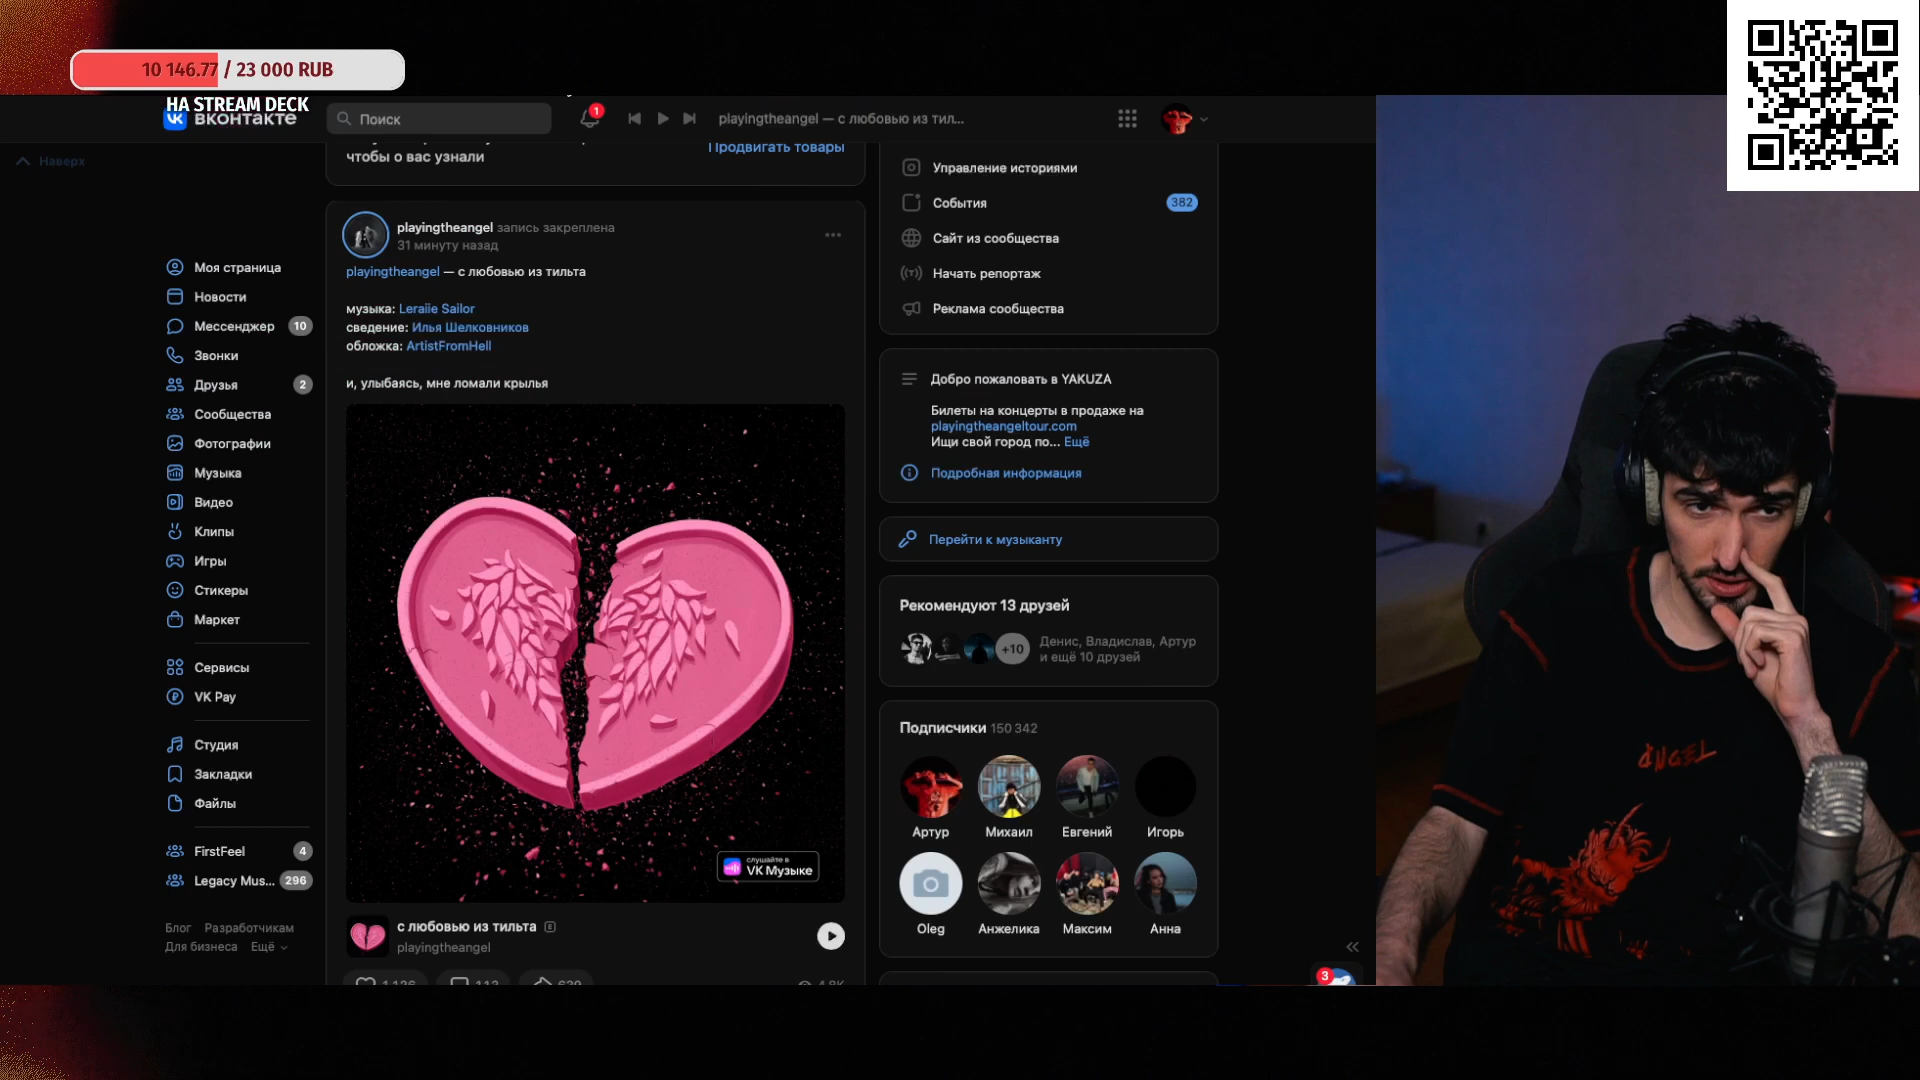 10 146.77 / 23 000 RUB
НА STREAM DECK
вконтакте
Поиск
1
playingtheangel — с любовью из тил...
Наверх
чтобы о вас узнали
Продвигать товары
Моя страница
Новости
Мессенджер 10
Звонки
Друзья 2
Сообщества
Фотографии
Музыка
Видео
Клипы
Игры
Стикеры
Маркет
Сервисы
VK Pay
Студия
Закладки
Файлы
FirstFeel 4
Legacy Mus... 296
Блог Разработчикам
Для бизнеса Ещё
playingtheangel запись закреплена
31 минуту назад
playingtheangel — с любовью из тильта
музыка: Leraiie Sailor
сведение: Илья Шелковников
обложка: ArtistFromHell
и, улыбаясь, мне ломали крылья
слушайте в
VK Музыке
с любовью из тильта E
playingtheangel
Управление историями
События 382
Сайт из сообщества
Начать репортаж
Реклама сообщества
Добро пожаловать в YAKUZA
Билеты на концерты в продаже на
playingtheangeltour.com
Ищи свой город по... Ещё
Подробная информация
Перейти к музыканту
Рекомендуют 13 друзей
+10
Денис, Владислав, Артур
и ещё 10 друзей
Подписчики 150 342
Артур Михаил Евгений Игорь
Oleg Анжелика Максим Анна
3
ANGEL